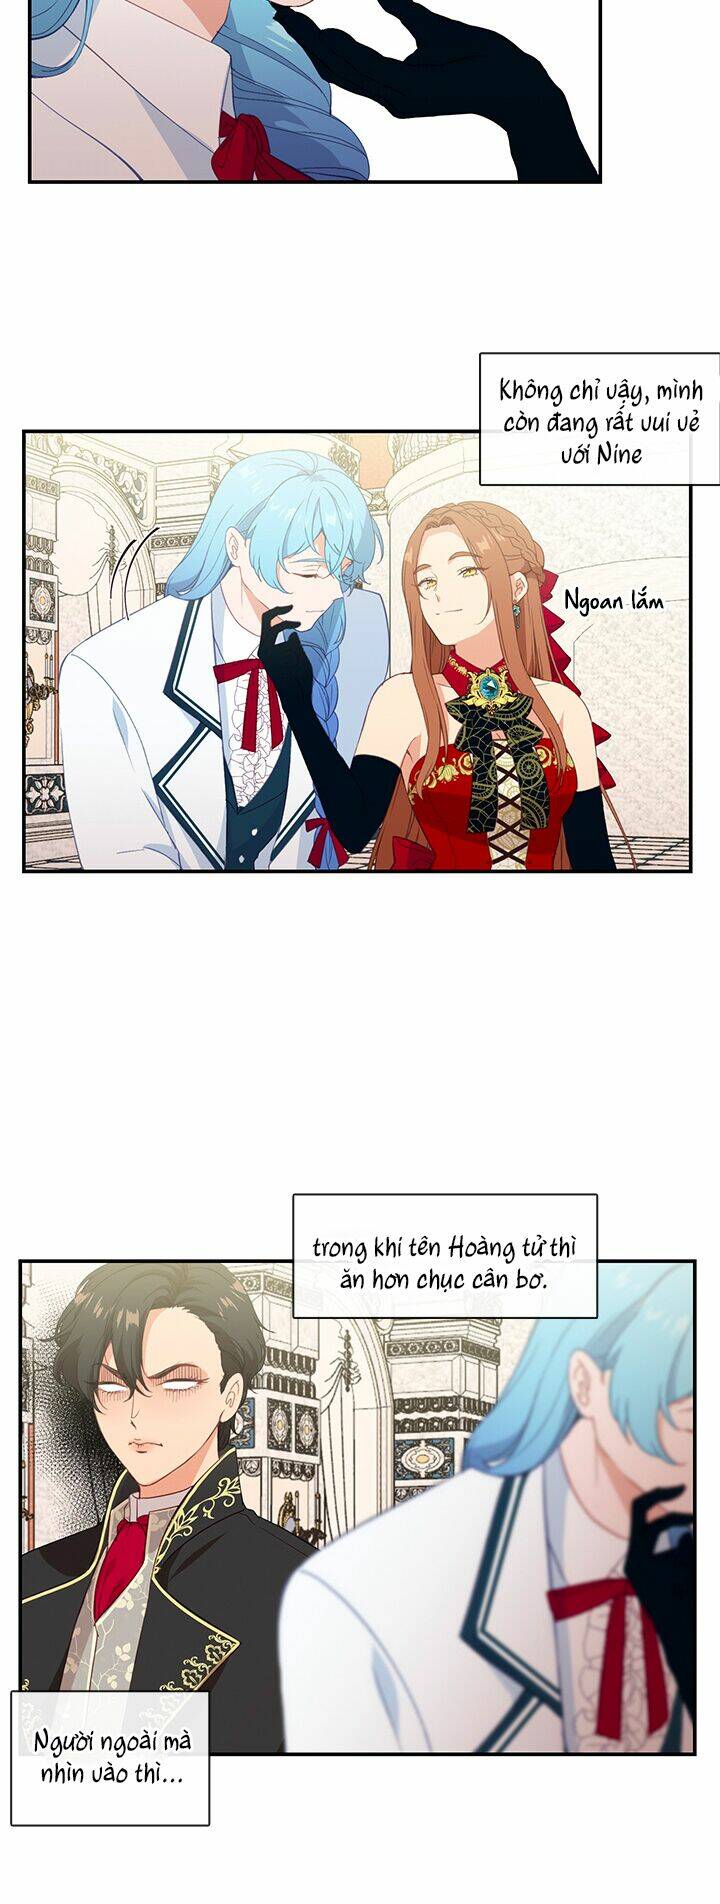 Không chỉ vậy, mình
còn đang rất vui vẻ
với Nine
Ngoan lắm
trong khi tên Hoàng tử thì
ăn hơn chục cân bơ.
Người ngoài mà
nhìn vào thì...